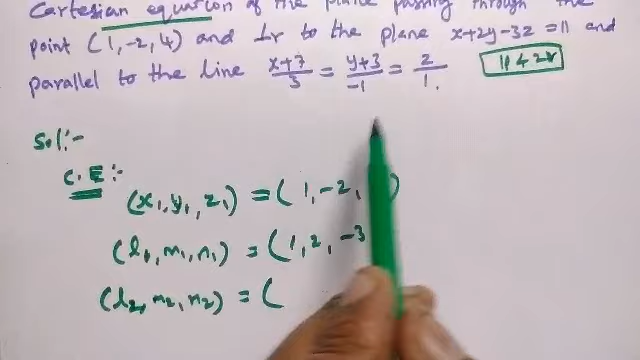 Cartesian equation of the plane passing through the
point (1, -2, 4) and ⊥r to the plane x+2y-3z = 11 and
parallel to the line x+7/3 = y+3/-1 = z/1.
Sol:-
C.E:-
(x₁, y₁, z₁) = (1, -2, )
(l₁, m₁, n₁) = (1, 2, -3
(l₂, m₂, n₂) = (